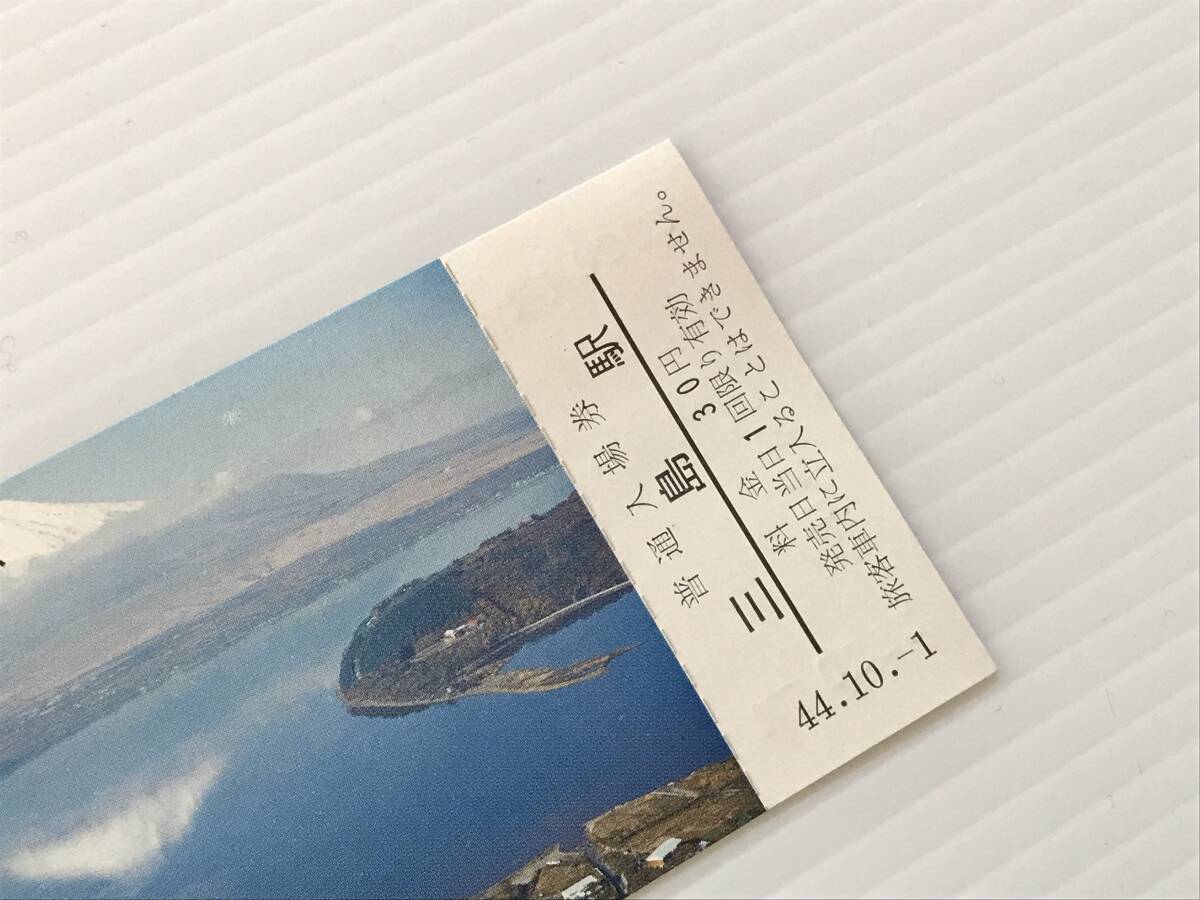 普通入場券
三島駅
料金 30円
発売日当日1回限り有効
旅客車内に立入ることはできません。
44.10.-1